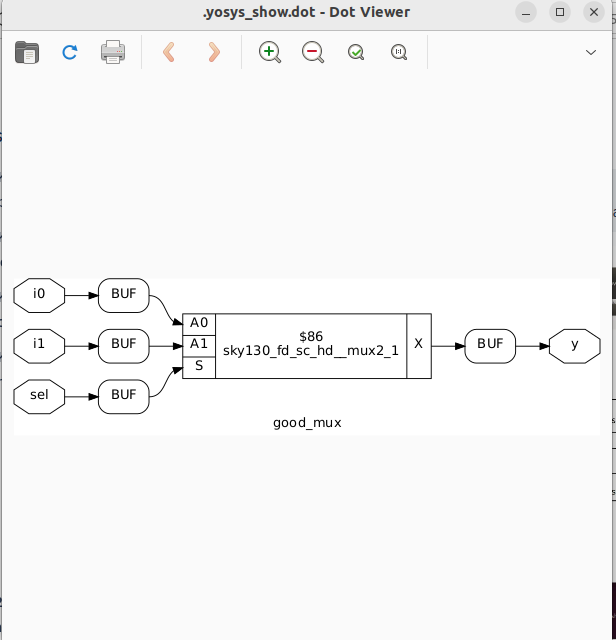 .yosys_show.dot - Dot Viewer
i0 BUF
i1 BUF
sel BUF
A0
A1
S
$86
sky130_fd_sc_hd__mux2_1
X
BUF y
good_mux